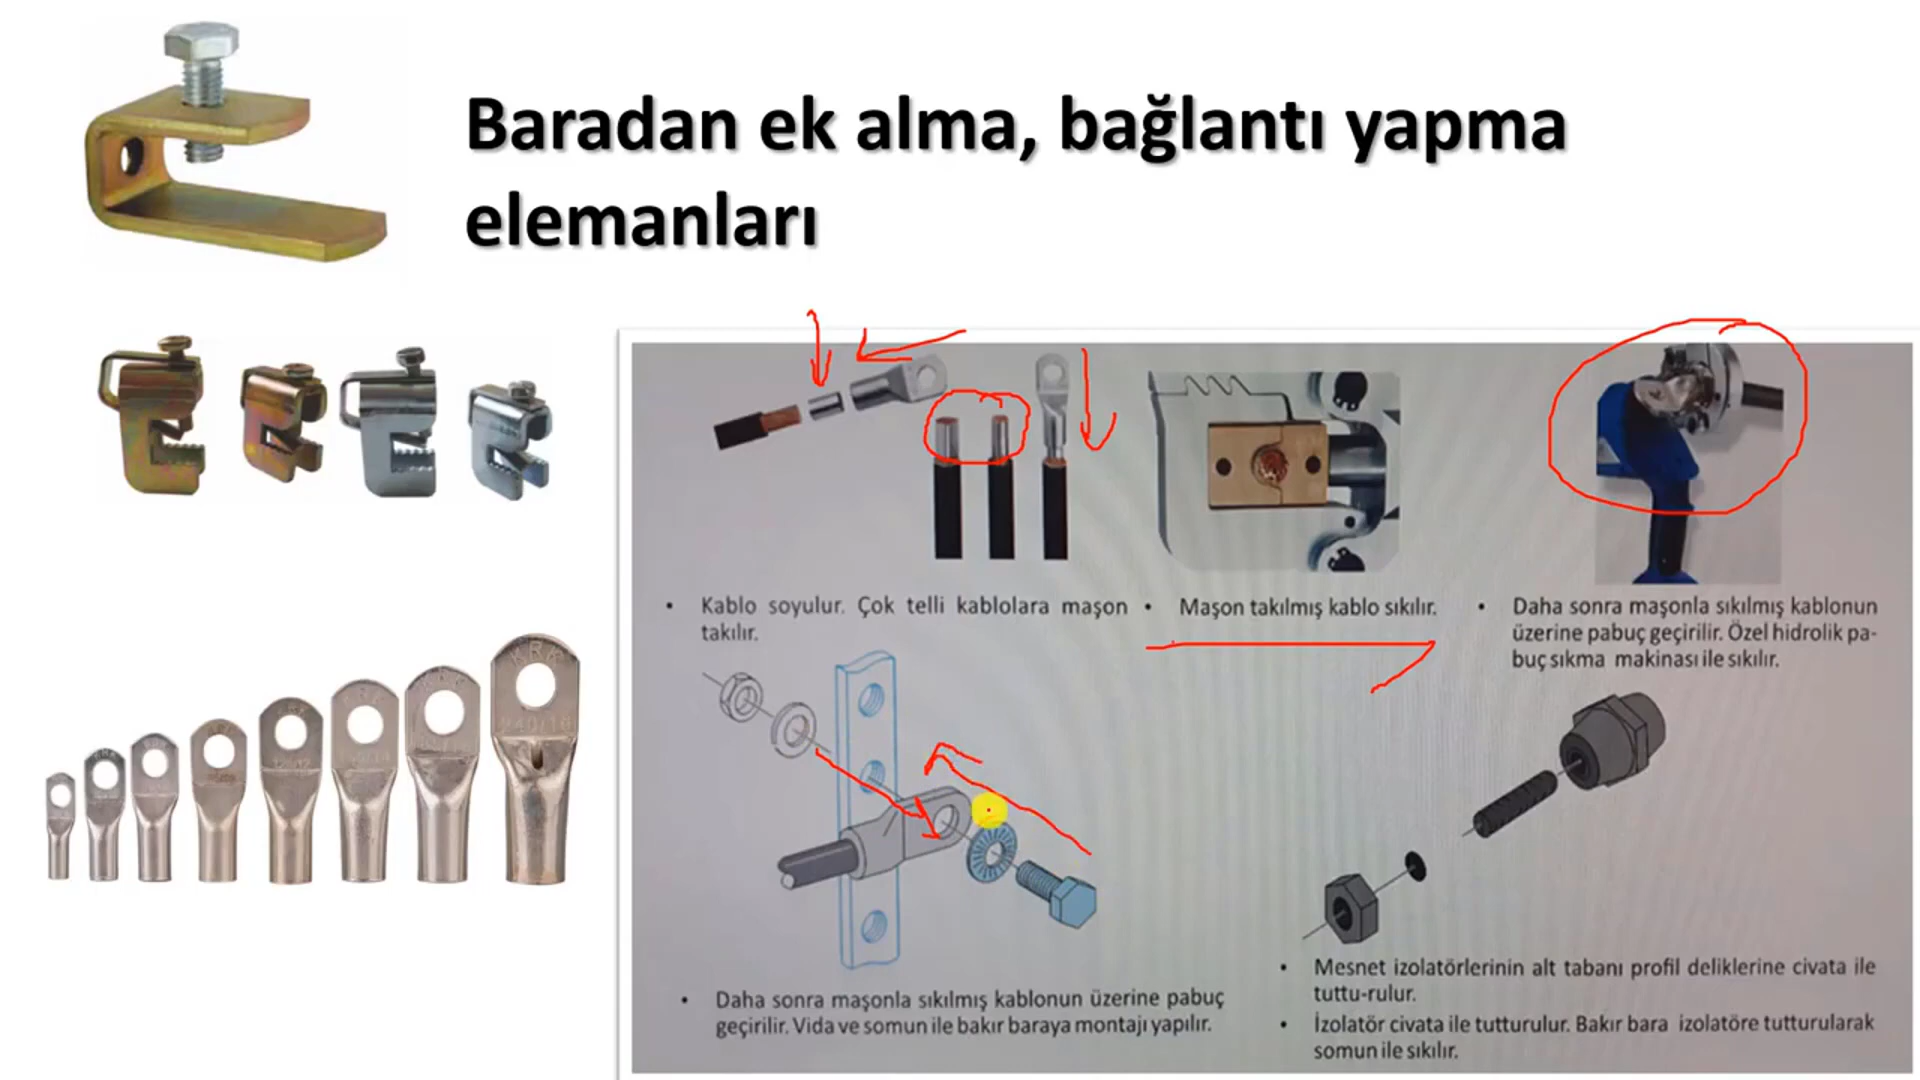 Baradan ek alma, bağlantı yapma
elemanları
• Kablo soyulur. Çok telli kablolara maşon
takılır.
• Maşon takılmış kablo sıkılır.
• Daha sonra maşonla sıkılmış kablonun
üzerine pabuç geçirilir. Özel hidrolik pa-
buç sıkma makinası ile sıkılır.
KRK
240/16
• Daha sonra maşonla sıkılmış kablonun üzerine pabuç
geçirilir. Vida ve somun ile bakır baraya montajı yapılır.
• Mesnet izolatörlerinin alt tabanı profil deliklerine civata ile
tuttu-rulur.
• İzolatör civata ile tutturulur. Bakır bara izolatöre tutturularak
somun ile sıkılır.